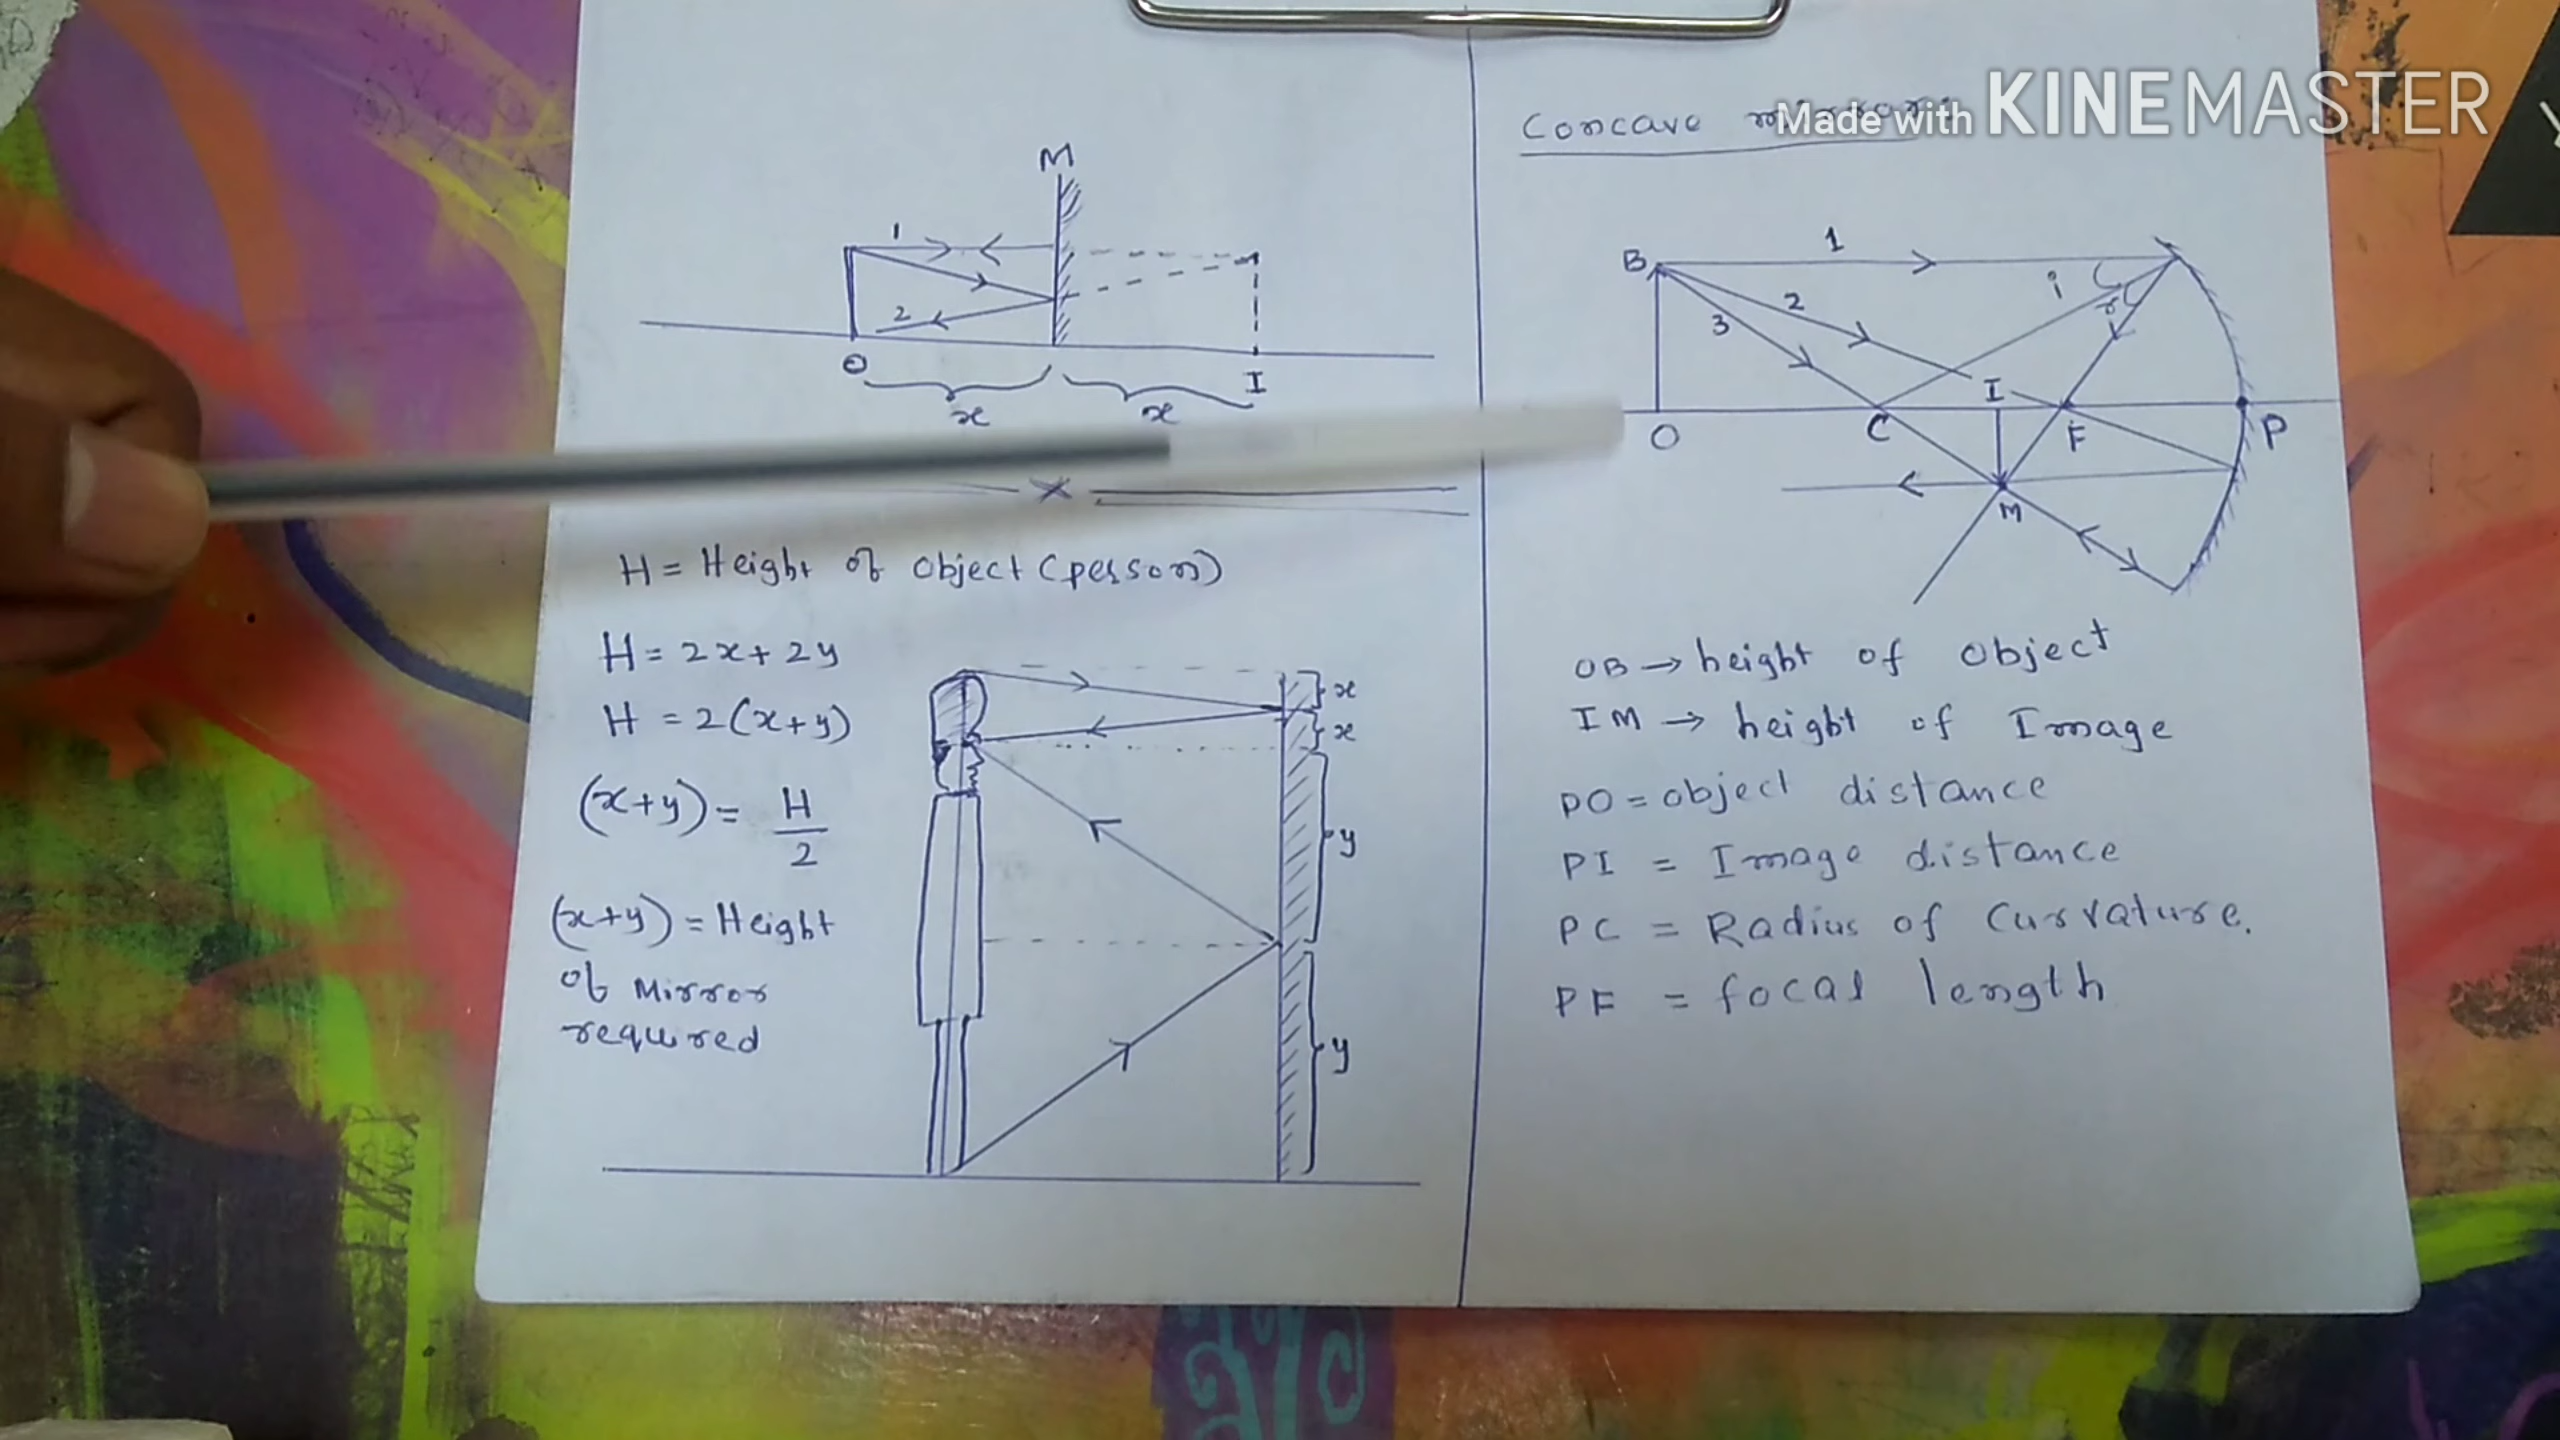 Made with KINEMASTER
M
1
2
O
I
x
x
H = Height of object (person)
H = 2x + 2y
H = 2(x+y)
(x+y) = H/2
(x+y) = Height
of Mirror
required
x
x
y
y
Concave
B
1
2
3
i
r
I
O
C
F
P
M
OB → height of object
IM → height of Image
PO = object distance
PI = Image distance
PC = Radius of Curvature.
PF = focal length